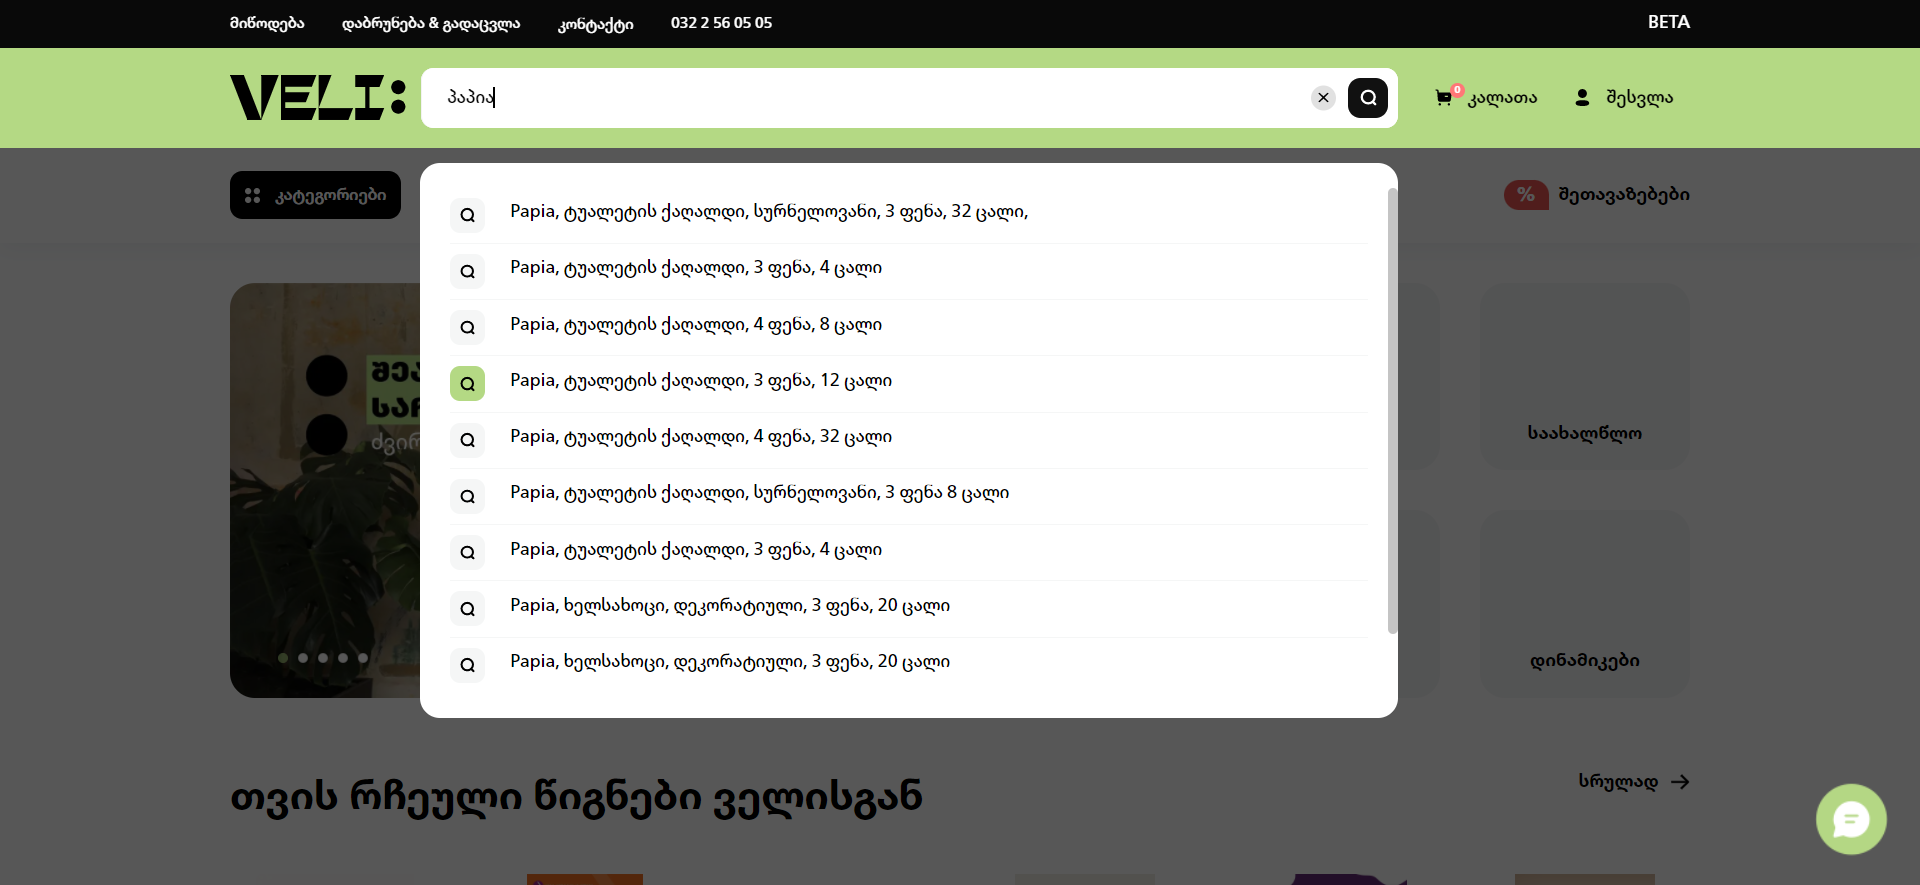 მიწოდება
დაბრუნება & გადაცვლა
კონტაქტი
032 2 56 05 05
BETA
VELI:
პაპია
0
კალათა
შესვლა
კატეგორიები
% შეთავაზებები
Papia, ტუალეტის ქაღალდი, სურნელოვანი, 3 ფენა, 32 ცალი,
Papia, ტუალეტის ქაღალდი, 3 ფენა, 4 ცალი
Papia, ტუალეტის ქაღალდი, 4 ფენა, 8 ცალი
Papia, ტუალეტის ქაღალდი, 3 ფენა, 12 ცალი
Papia, ტუალეტის ქაღალდი, 4 ფენა, 32 ცალი
Papia, ტუალეტის ქაღალდი, სურნელოვანი, 3 ფენა 8 ცალი
Papia, ტუალეტის ქაღალდი, 3 ფენა, 4 ცალი
Papia, ხელსახოცი, დეკორატიული, 3 ფენა, 20 ცალი
Papia, ხელსახოცი, დეკორატიული, 3 ფენა, 20 ცალი
საახალწლო
დინამიკები
თვის რჩეული წიგნები ველისგან
სრულად